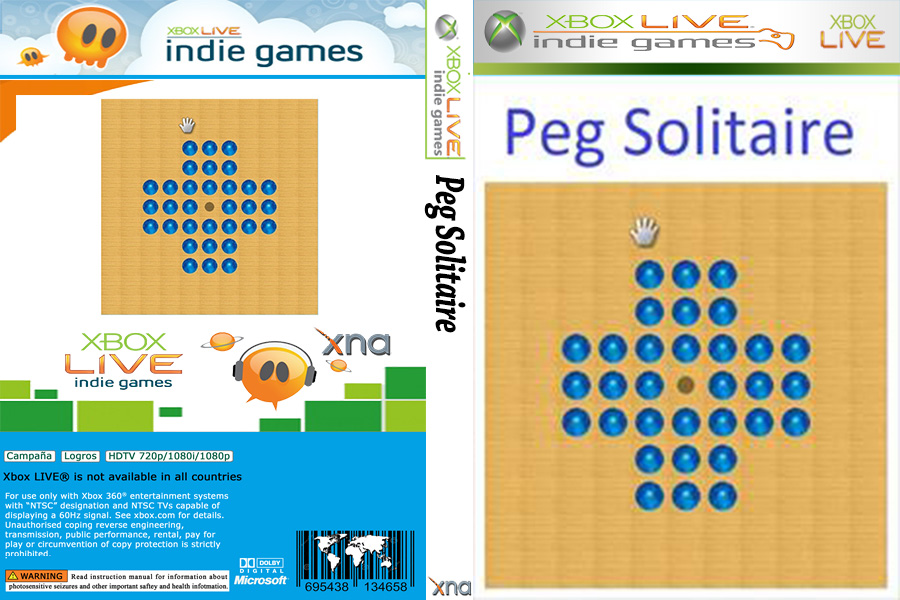 XBOX LIVE
indie games
XBOX LIVE
indie games
xna
Campaña Logros HDTV 720p/1080i/1080p
Xbox LIVE® is not available in all countries
For use only with Xbox 360® entertainment systems
with "NTSC" designation and NTSC TVs capable of
displaying a 60Hz signal. See xbox.com for details.
Unauthorised coping reverse engineering,
transmission, public performance, rental, pay for
play or circumvention of copy protection is strictly
prohibited.
WARNING Read instruction manual for information about
photosensitive seizures and other important saftey and health infotmation.
DOLBY
DIGITAL
Microsoft®
695438 134658
XBOX LIVE
indie games
Peg Solitaire
xna
XBOX LIVE
indie games
XBOX
LIVE
Peg Solitaire